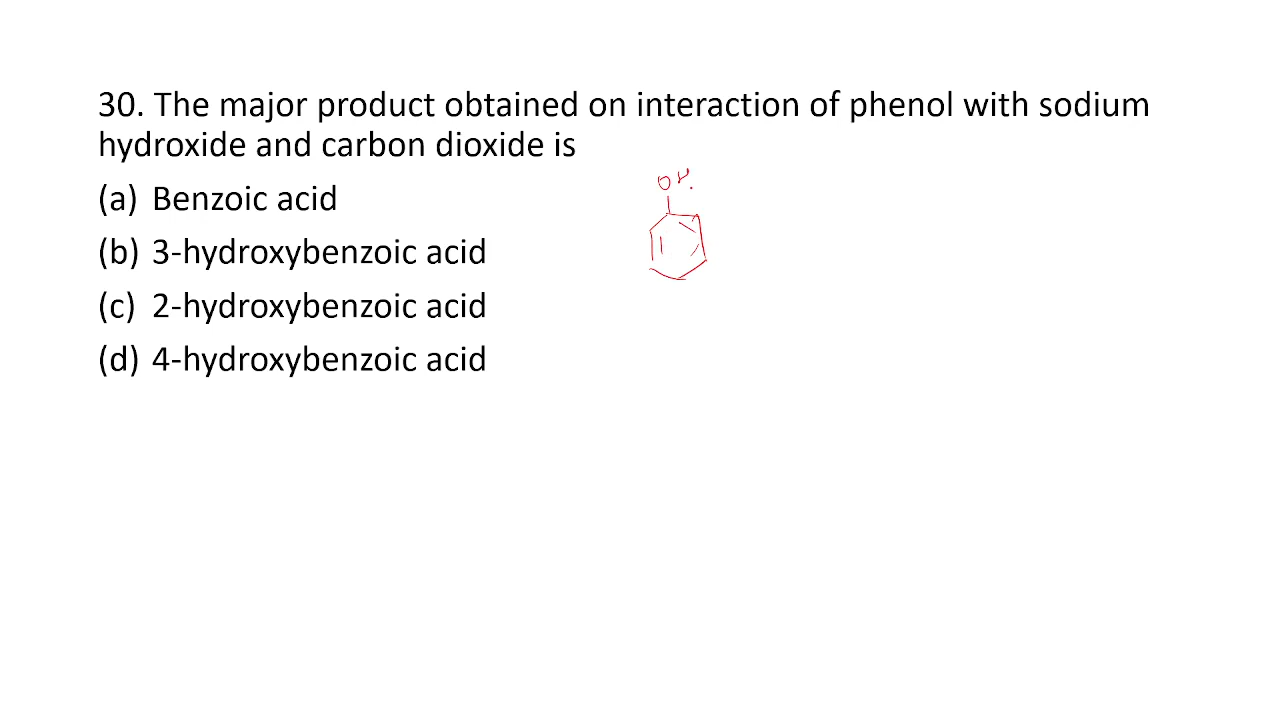 30. The major product obtained on interaction of phenol with sodium
hydroxide and carbon dioxide is
(a) Benzoic acid
OH
(b) 3-hydroxybenzoic acid
(c) 2-hydroxybenzoic acid
(d) 4-hydroxybenzoic acid